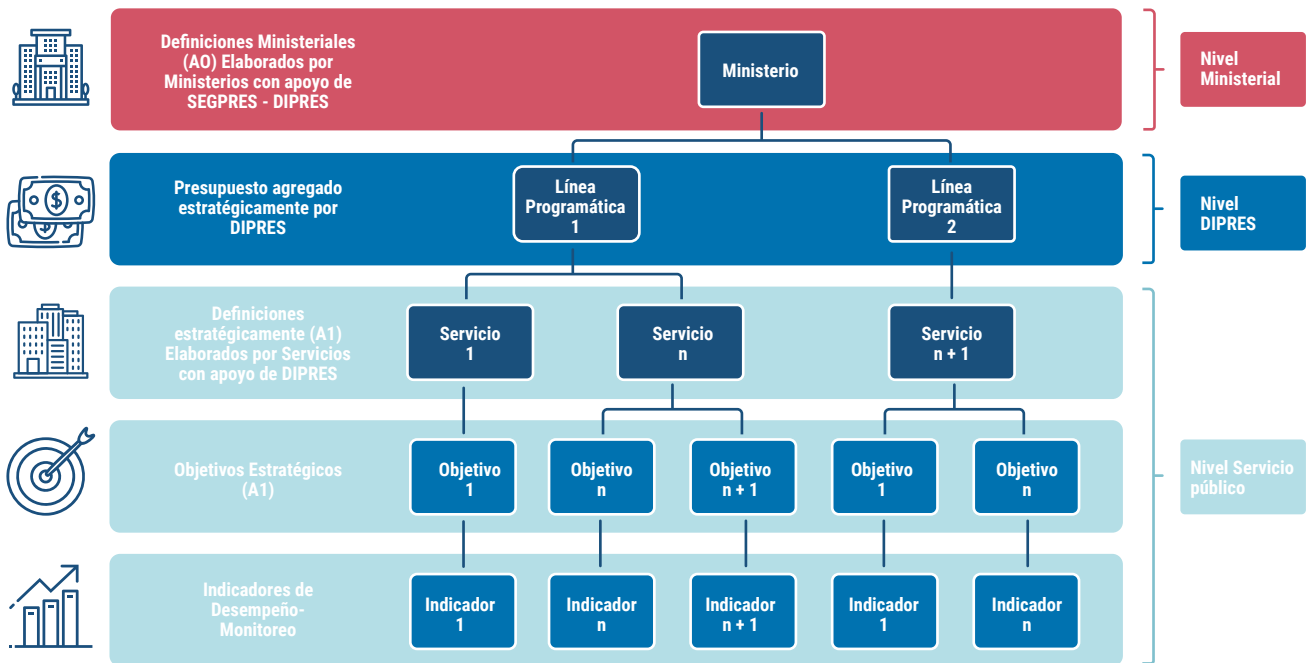 Definiciones Ministeriales
(AO) Elaborados por
Ministerios con apoyo de
SEGPRES - DIPRES
Ministerio
Nivel
Ministerial
Presupuesto agregado
estratégicamente por
DIPRES
Línea
Programática
1
Línea
Programática
2
Nivel
DIPRES
Definiciones
estratégicamente (A1)
Elaborados por Servicios
con apoyo de DIPRES
Servicio
1
Servicio
n
Servicio
n + 1
Objetivos Estratégicos
(A1)
Objetivo
1
Objetivo
n
Objetivo
n + 1
Objetivo
1
Objetivo
n
Nivel Servicio
público
Indicadores de
Desempeño-
Monitoreo
Indicador
1
Indicador
n
Indicador
n + 1
Indicador
1
Indicador
n